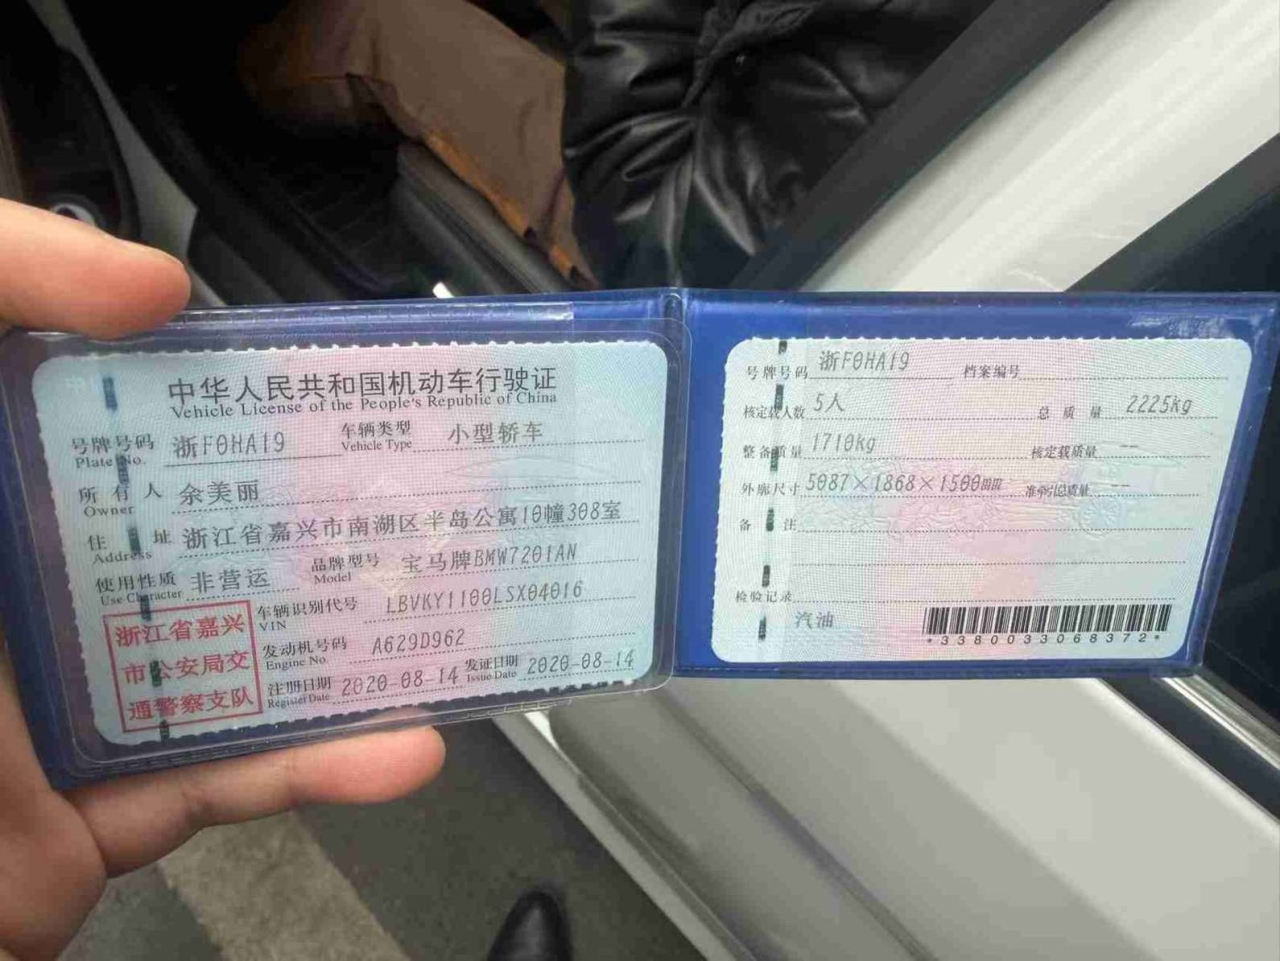 中华人民共和国机动车行驶证
Vehicle License of the People's Republic of China
号牌号码 浙F0HA19 车辆类型 小型轿车
Plate No. Vehicle Type
所有人 余美丽
Owner
住址 浙江省嘉兴市南湖区半岛公寓10幢308室
Address
使用性质 非营运 品牌型号 宝马牌BMW7201AN
Use Character Model
车辆识别代号 LBVKY1100LSX04016
VIN
发动机号码 A629D962
Engine No.
注册日期 2020-08-14 发证日期 2020-08-14
Register Date Issue Date
浙江省嘉兴
市公安局交
通警察支队
号牌号码 浙F0HA19 档案编号
核定载人数 5人 总质量 2225kg
整备质量 1710kg 核定载质量 --
外廓尺寸 5087×1868×1500mm 准牵引总质量 --
备注
检验记录
汽油
*3380033068372*